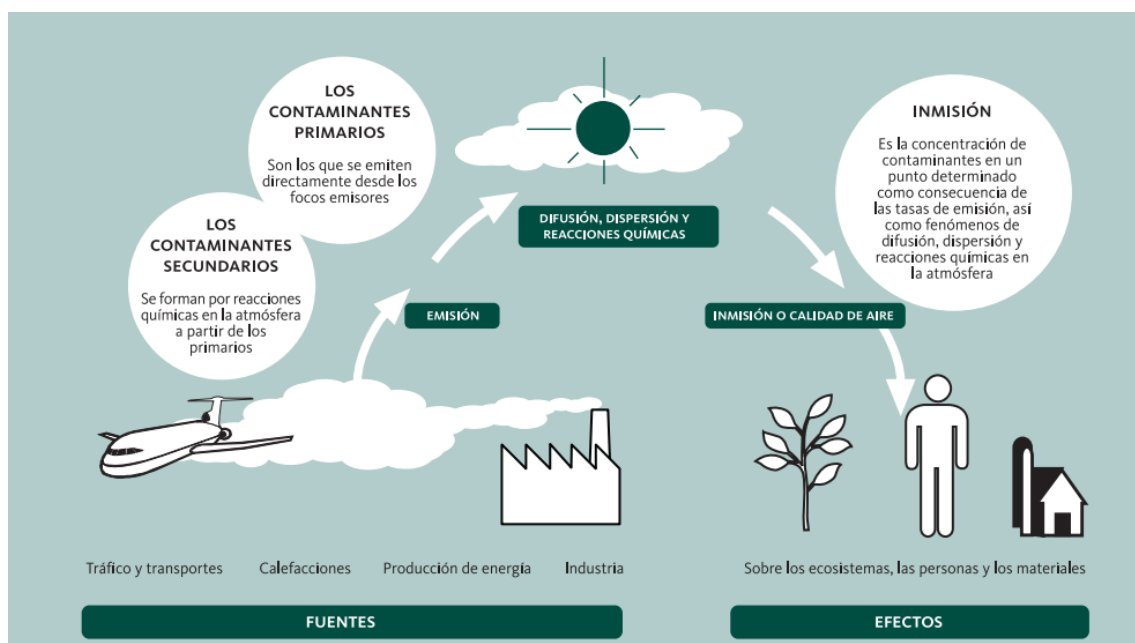 LOS
CONTAMINANTES
PRIMARIOS
Son los que se emiten
directamente desde los
focos emisores
LOS
CONTAMINANTES
SECUNDARIOS
Se forman por reacciones
químicas en la atmósfera
a partir de los
primarios
DIFUSIÓN, DISPERSIÓN Y
REACCIONES QUÍMICAS
INMISIÓN
Es la concentración de
contaminantes en un
punto determinado
como consecuencia de
las tasas de emisión, así
como fenómenos de
difusión, dispersión y
reacciones químicas en
la atmósfera
EMISIÓN
INMISIÓN O CALIDAD DE AIRE
Tráfico y transportes
Calefacciones
Producción de energía
Industria
Sobre los ecosistemas, las personas y los materiales
FUENTES
EFECTOS